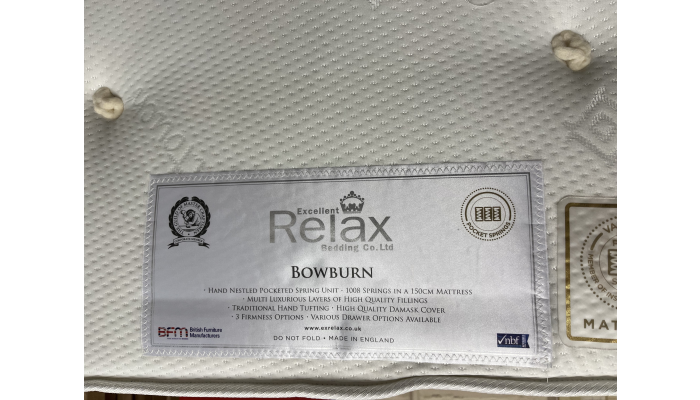 Excellent
Relax
Bedding Co. Ltd
POCKET SPRINGS
BOWBURN
· HAND NESTLED POCKETED SPRING UNIT - 1008 SPRINGS IN A 150CM MATTRESS
· MULTI LUXURIOUS LAYERS OF HIGH QUALITY FILLINGS
· TRADITIONAL HAND TUFTING · HIGH QUALITY DAMASK COVER
· 3 FIRMNESS OPTIONS · VARIOUS DRAWER OPTIONS AVAILABLE
www.exrelax.co.uk
DO NOT FOLD • MADE IN ENGLAND
BFM British Furniture
Manufacturers
nbf
MAT